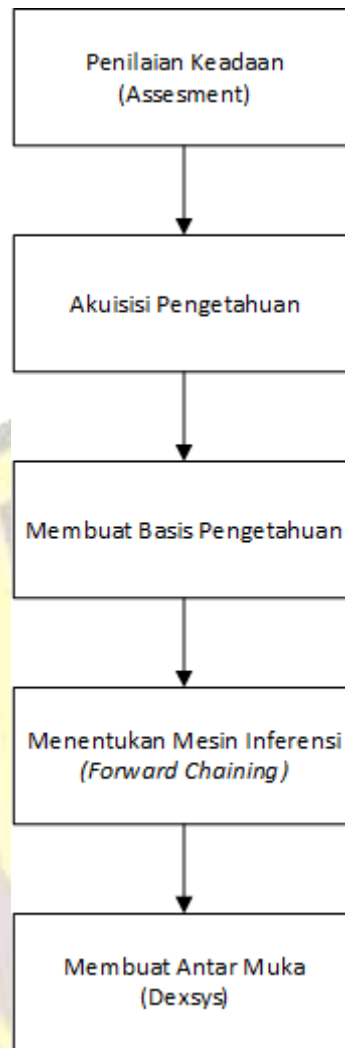 Penilaian Keadaan
(Assesment)
Akuisisi Pengetahuan
Membuat Basis Pengetahuan
Menentukan Mesin Inferensi
(Forward Chaining)
Membuat Antar Muka
(Dexsys)